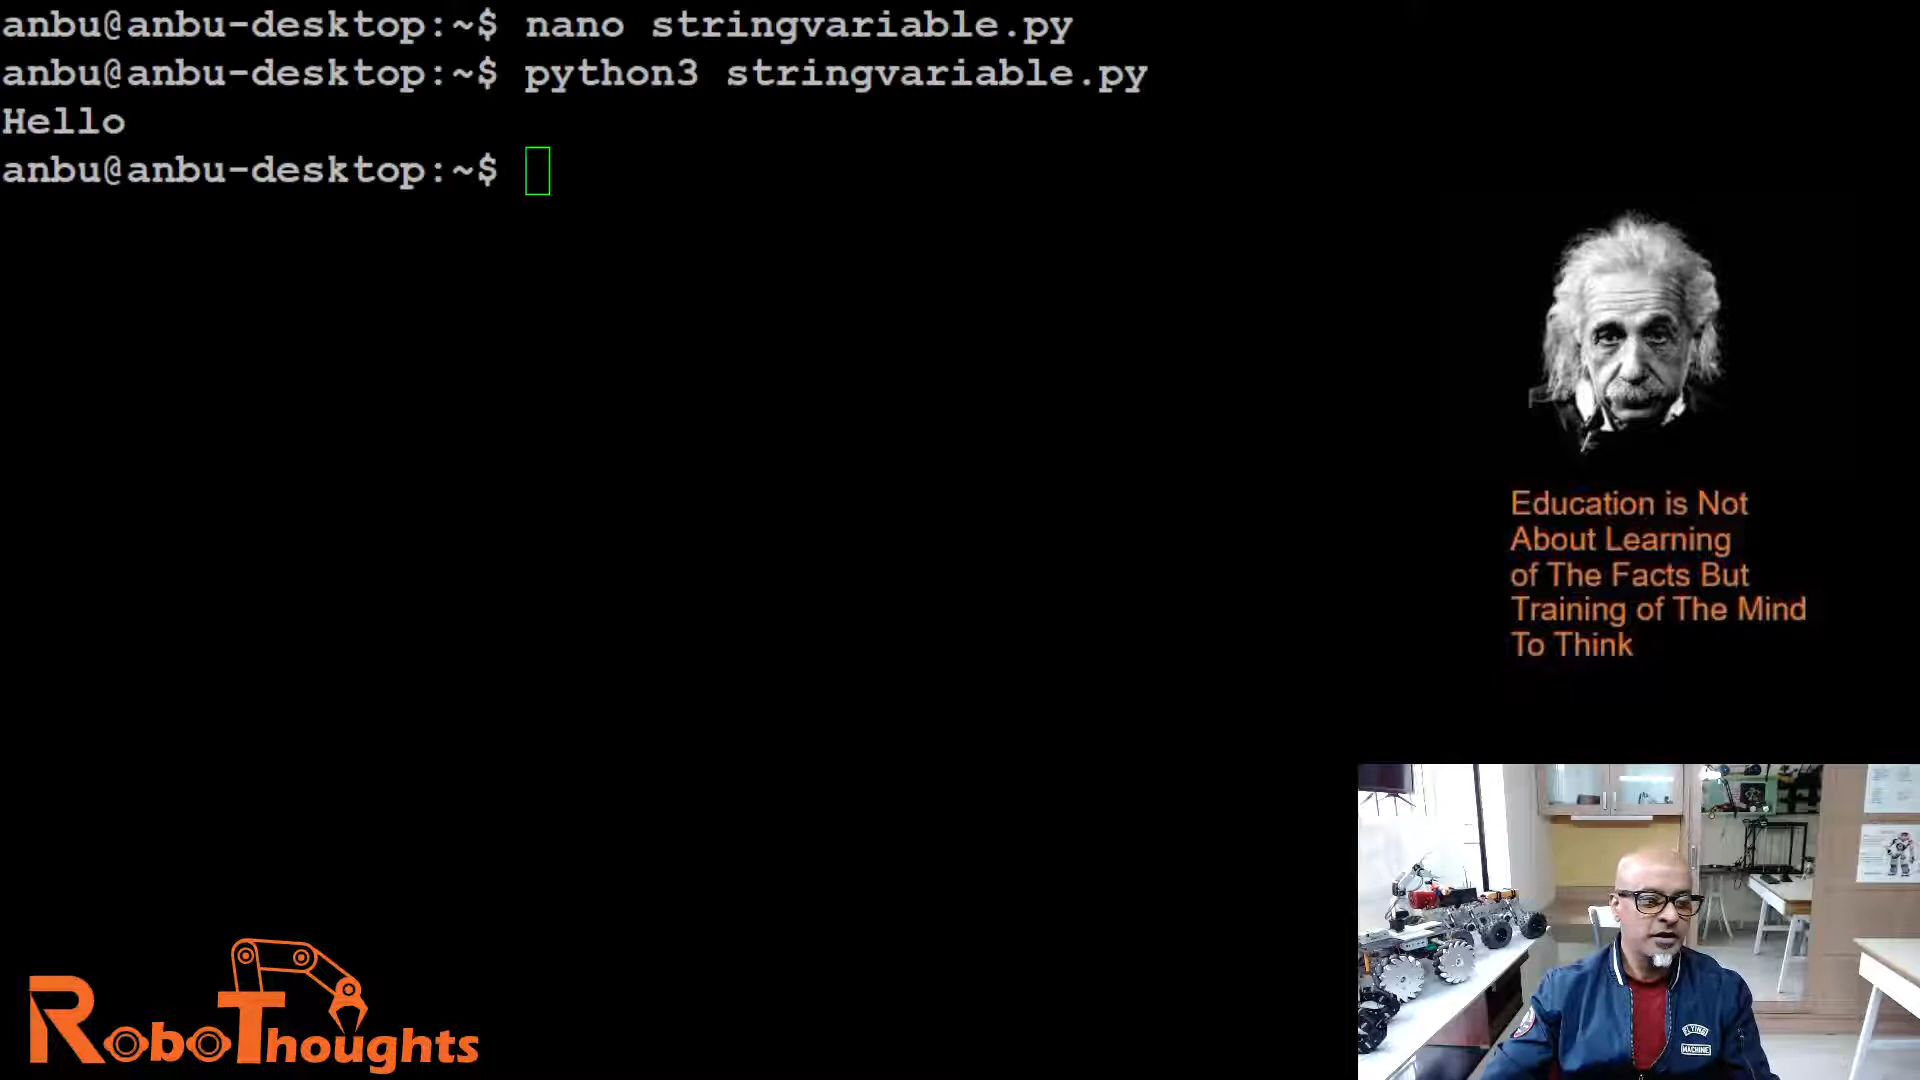 anbu@anbu-desktop:~$ nano stringvariable.py
anbu@anbu-desktop:~$ python3 stringvariable.py
Hello
anbu@anbu-desktop:~$
Education is Not
About Learning
of The Facts But
Training of The Mind
To Think
RoboThoughts
MACHINE